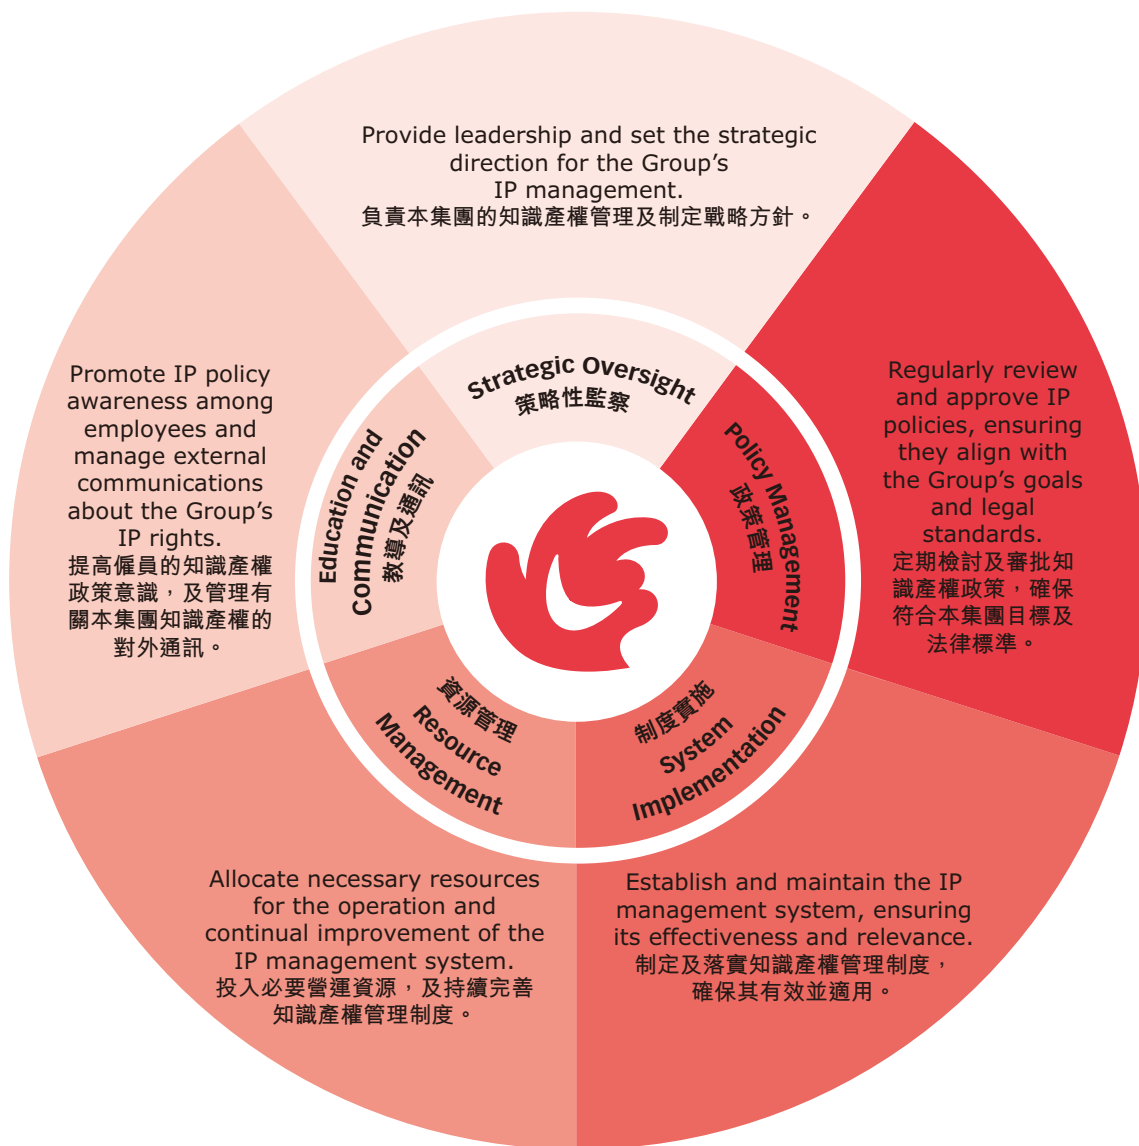 Provide leadership and set the strategic
direction for the Group’s
IP management.
負責本集團的知識產權管理及制定戰略方針。
Strategic Oversight
策略性監察
Regularly review
and approve IP
policies, ensuring
they align with
the Group’s goals
and legal
standards.
定期檢討及審批知
識產權政策，確保
符合本集團目標及
法律標準。
Policy Management
政策管理
Establish and maintain the IP
management system, ensuring
its effectiveness and relevance.
制定及落實知識產權管理制度，
確保其有效並適用。
制度實施
System
Implementation
Allocate necessary resources
for the operation and
continual improvement of the
IP management system.
投入必要營運資源，及持續完善
知識產權管理制度。
資源管理
Resource
Management
Promote IP policy
awareness among
employees and
manage external
communications
about the Group’s
IP rights.
提高僱員的知識產權
政策意識，及管理有
關本集團知識產權的
對外通訊。
Education and
Communication
教導及通訊